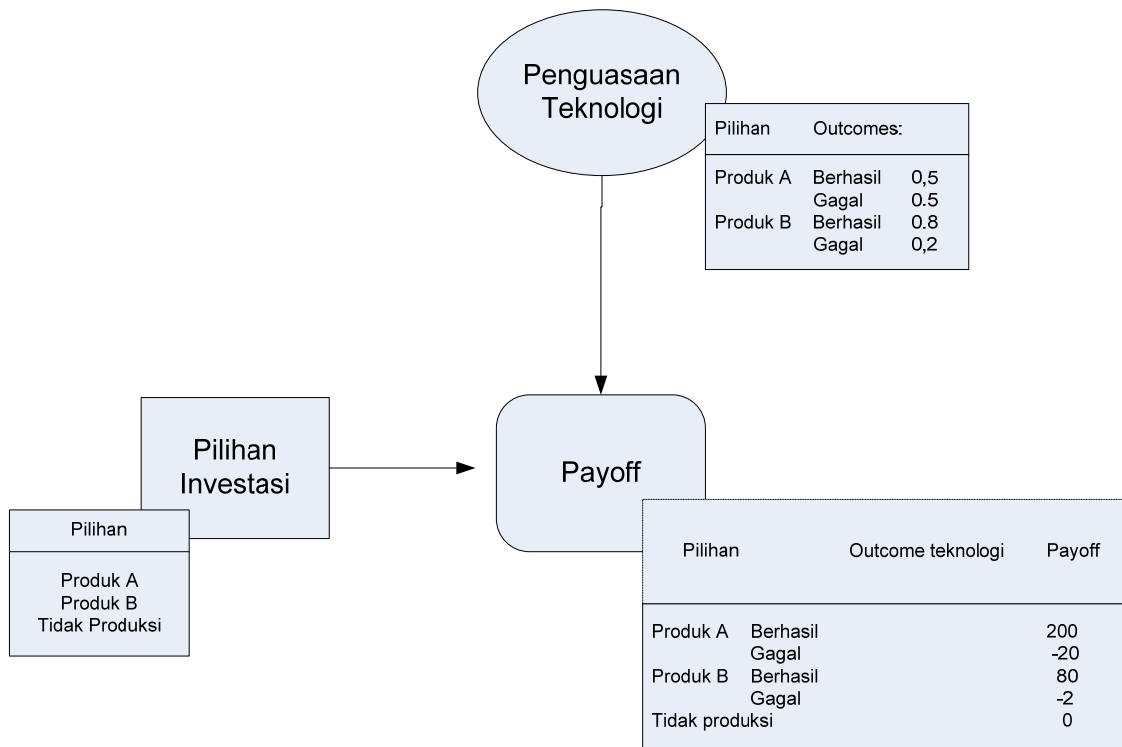 Penguasaan
Teknologi
Pilihan Outcomes:
Produk A Berhasil 0,5
Gagal 0.5
Produk B Berhasil 0.8
Gagal 0,2
Pilihan
Investasi
Pilihan
Produk A
Produk B
Tidak Produksi
Payoff
Pilihan Outcome teknologi Payoff
Produk A Berhasil 200
Gagal -20
Produk B Berhasil 80
Gagal -2
Tidak produksi 0